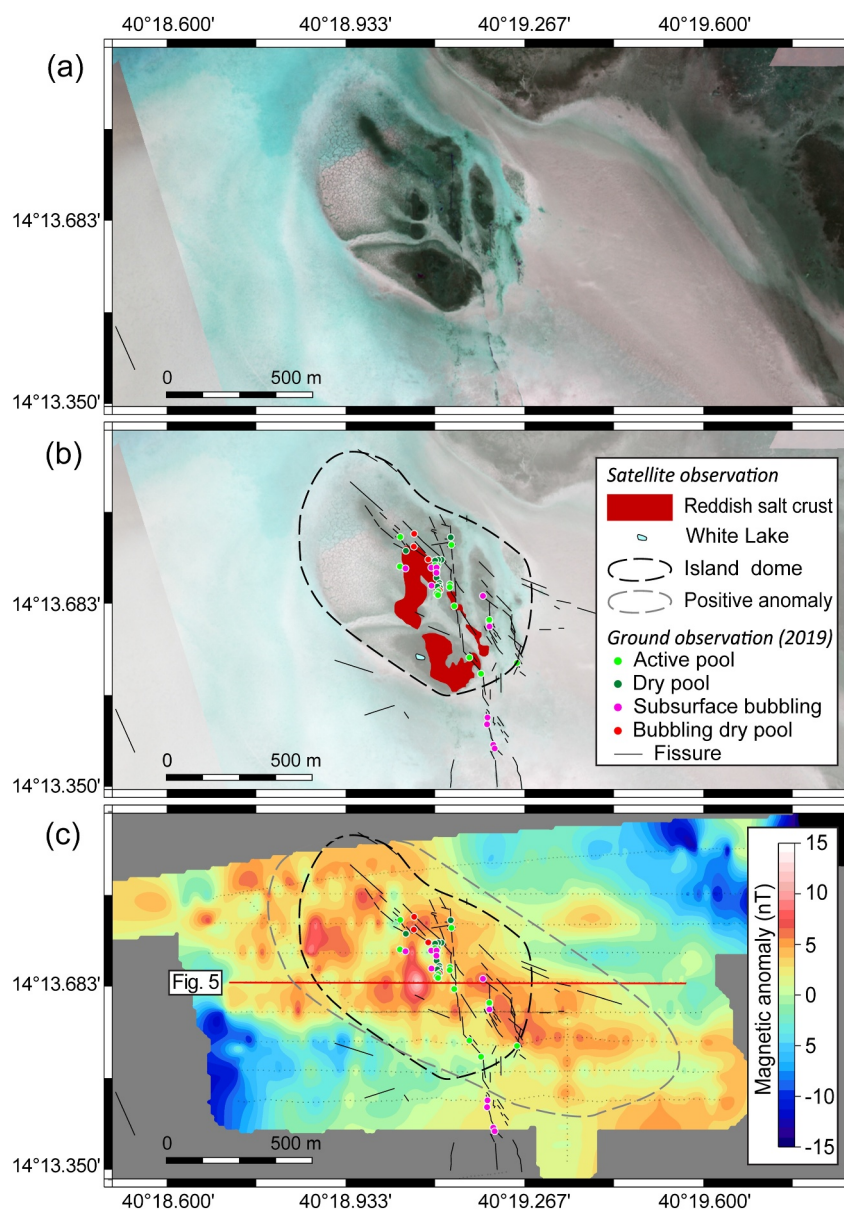 40°18.600' 40°18.933' 40°19.267' 40°19.600'
(a)
14°13.683'
0 500 m
14°13.350'
(b)
Satellite observation
Reddish salt crust
White Lake
Island dome
Positive anomaly
Ground observation (2019)
Active pool
Dry pool
Subsurface bubbling
Bubbling dry pool
Fissure
14°13.683'
0 500 m
14°13.350'
(c)
15
10
5
0
-5
-10
-15
Magnetic anomaly (nT)
14°13.683'
Fig. 5
0 500 m
14°13.350'
40°18.600' 40°18.933' 40°19.267' 40°19.600'